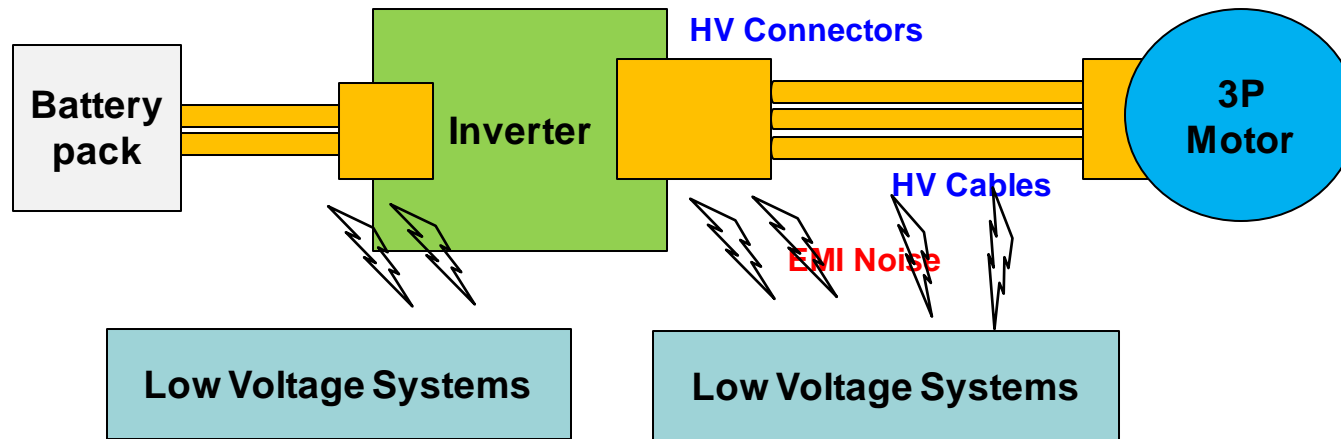 HV Connectors
Battery
pack
Inverter
3P
Motor
HV Cables
EMI Noise
Low Voltage Systems
Low Voltage Systems